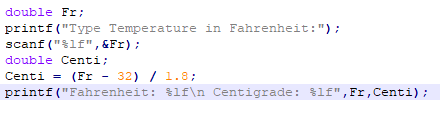 double Fr;
printf("Type Temperature in Fahrenheit:");
scanf("%lf",&Fr);
double Centi;
Centi = (Fr - 32) / 1.8;
printf("Fahrenheit: %lf\n Centigrade: %lf",Fr,Centi);